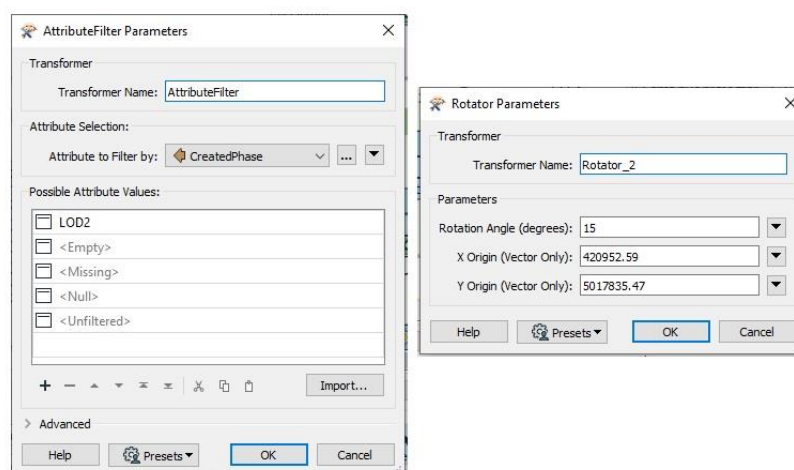 AttributeFilter Parameters
Transformer
Transformer Name: AttributeFilter
Attribute Selection:
Attribute to Filter by: CreatedPhase
...
Possible Attribute Values:
LOD2
<Empty>
<Missing>
<Null>
<Unfiltered>
Import...
Advanced
Help Presets OK Cancel
Rotator Parameters
Transformer
Transformer Name: Rotator_2
Parameters
Rotation Angle (degrees): 15
X Origin (Vector Only): 420952.59
Y Origin (Vector Only): 5017835.47
Help Presets OK Cancel